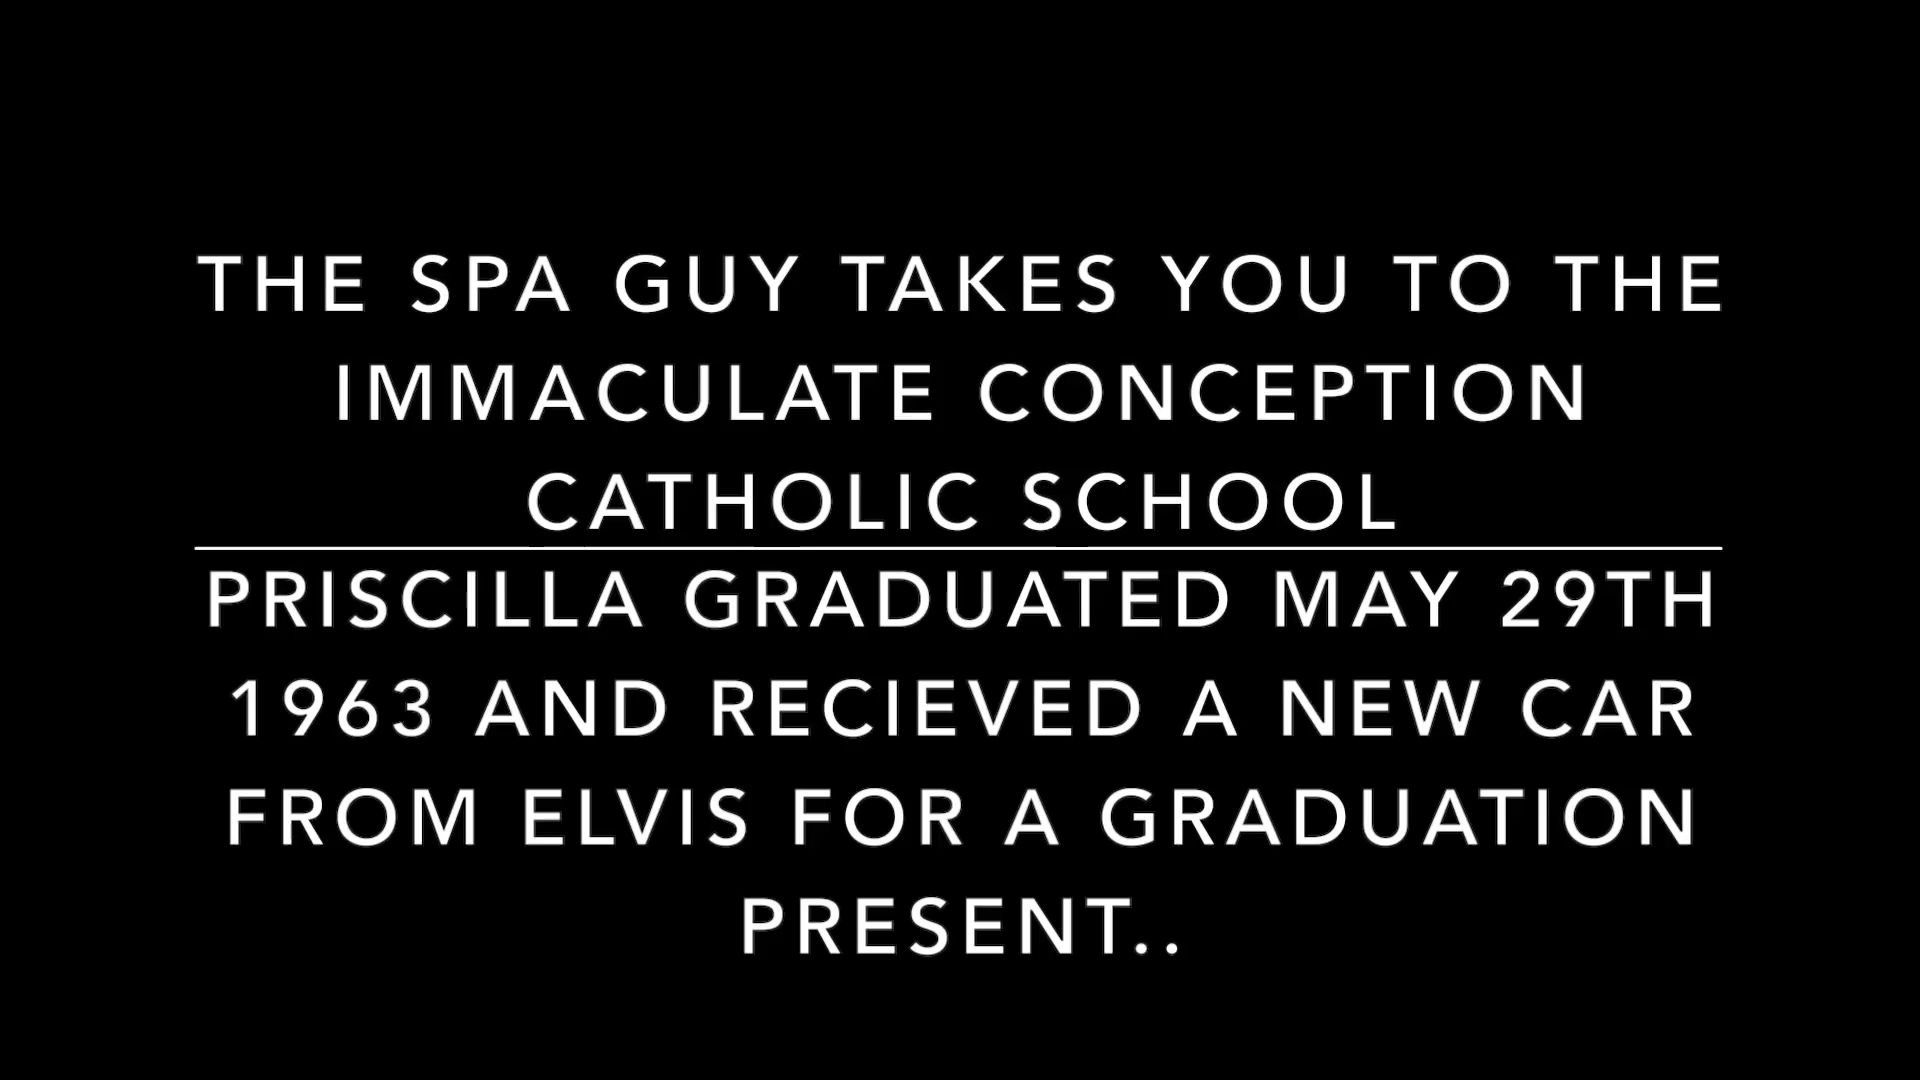 THE SPA GUY TAKES YOU TO THE
IMMACULATE CONCEPTION
CATHOLIC SCHOOL
PRISCILLA GRADUATED MAY 29TH
1963 AND RECIEVED A NEW CAR
FROM ELVIS FOR A GRADUATION
PRESENT..